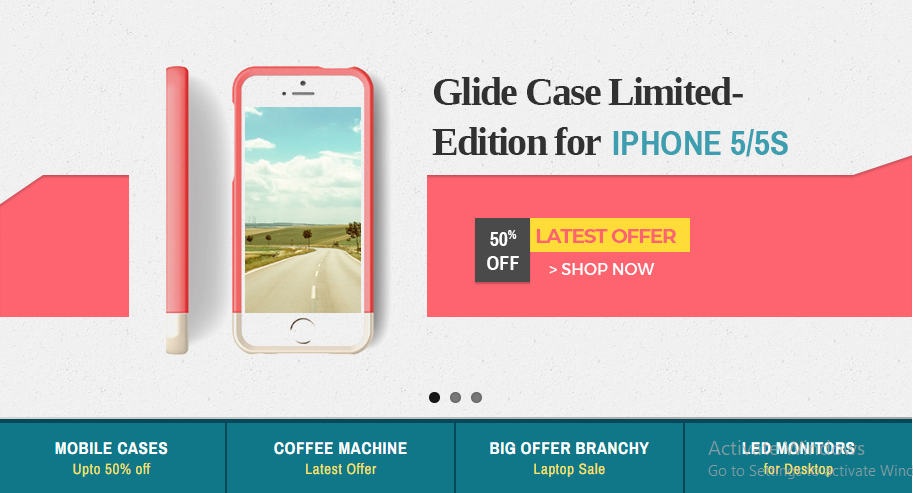 Glide Case Limited-
Edition for IPHONE 5/5S
50% OFF
LATEST OFFER
> SHOP NOW
MOBILE CASES
Upto 50% off
COFFEE MACHINE
Latest Offer
BIG OFFER BRANCHY
Laptop Sale
LED MONITORS
for Desktop
Activate Windows
Go to Settings to activate Winc